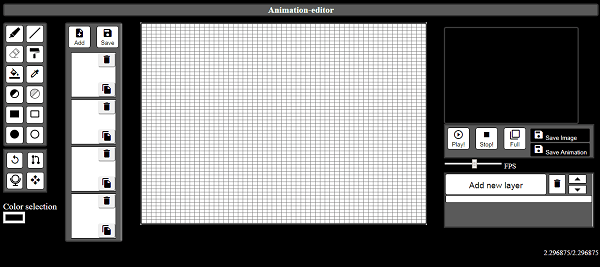 Animation-editor
Add
Save
Play!
Stop!
Full
Save Image
Save Animation
FPS
Add new layer
Color selection
2.296875/2.296875